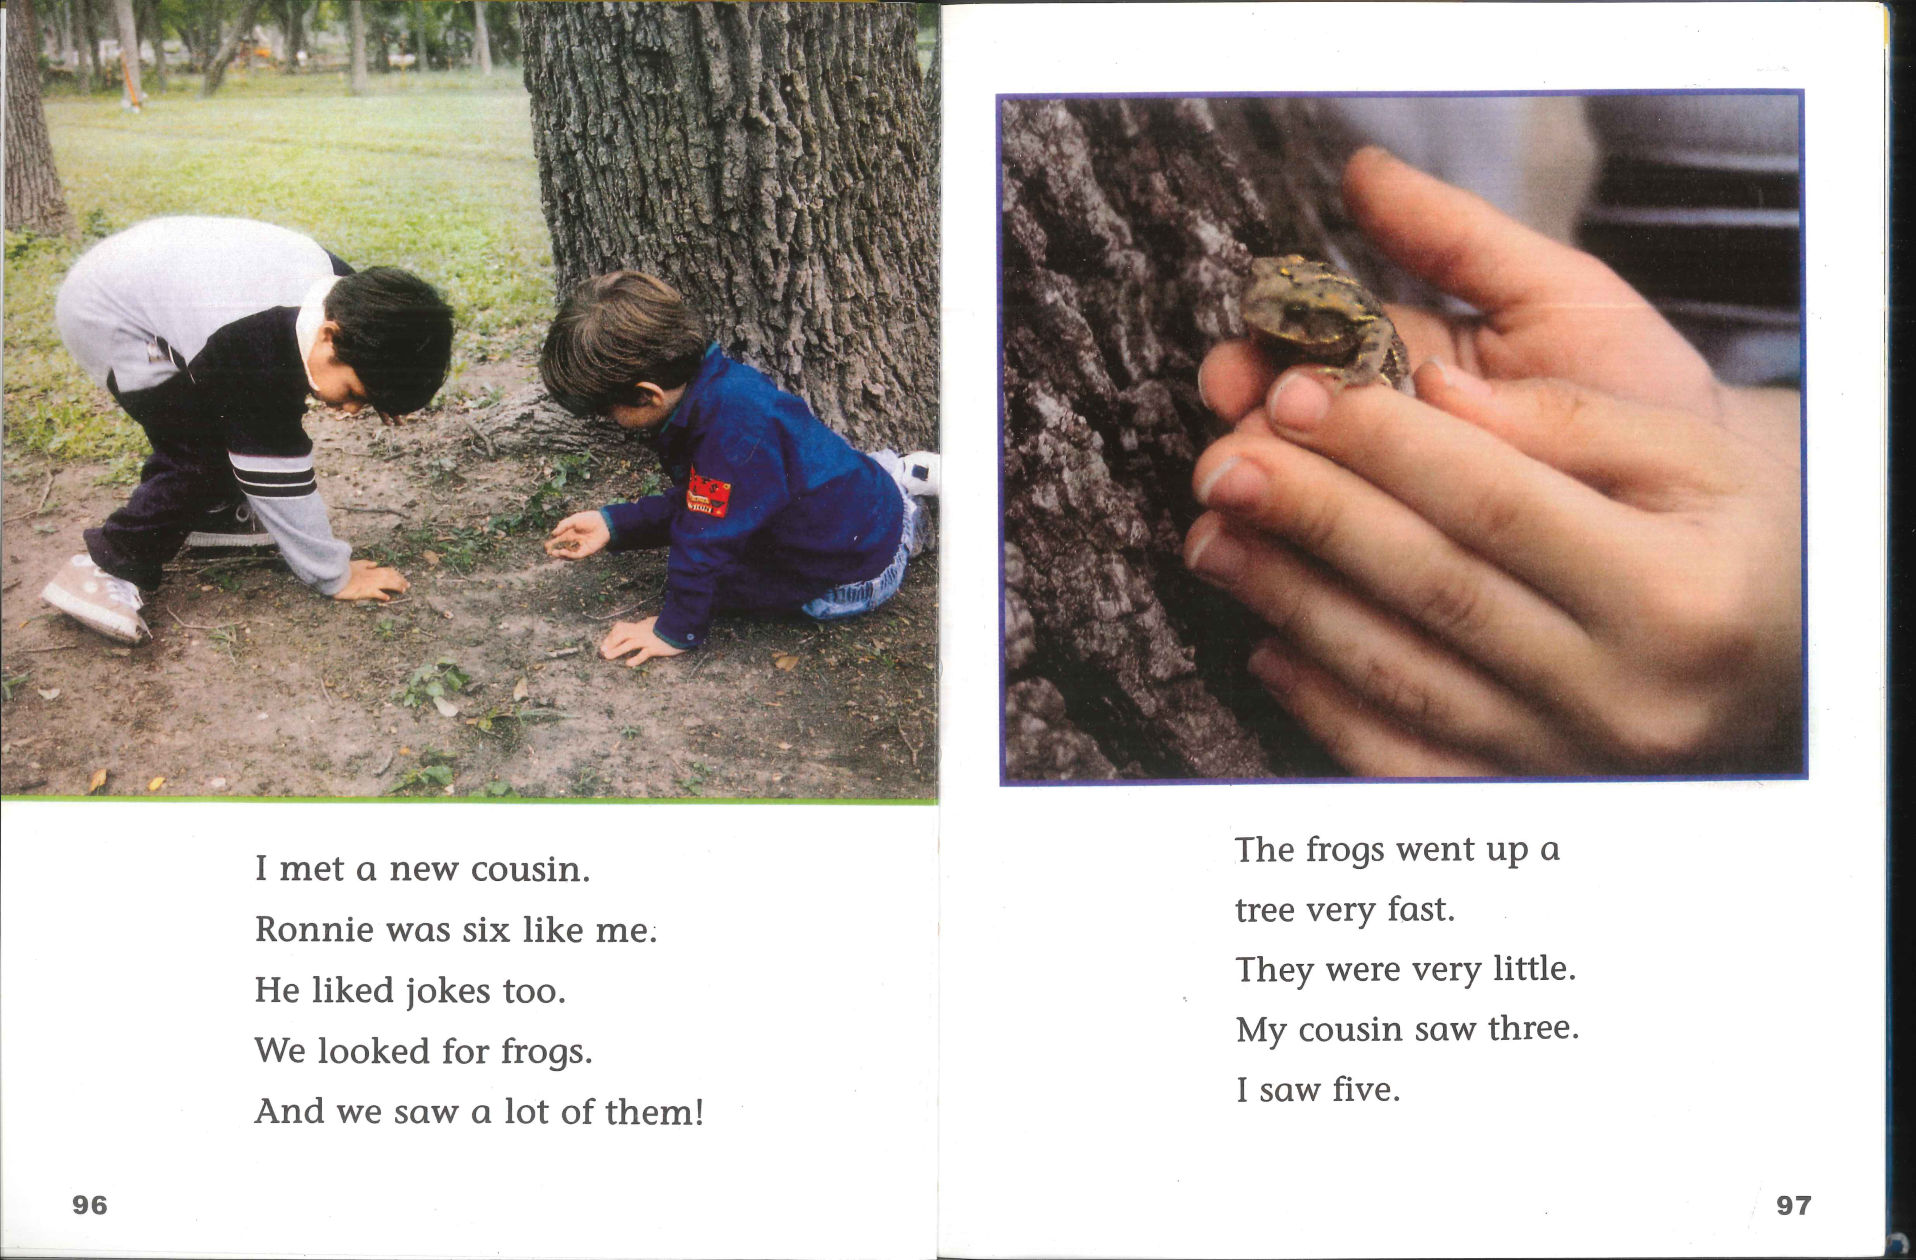 I met a new cousin.
Ronnie was six like me.
He liked jokes too.
We looked for frogs.
And we saw a lot of them!
96
The frogs went up a
tree very fast.
They were very little.
My cousin saw three.
I saw five.
97